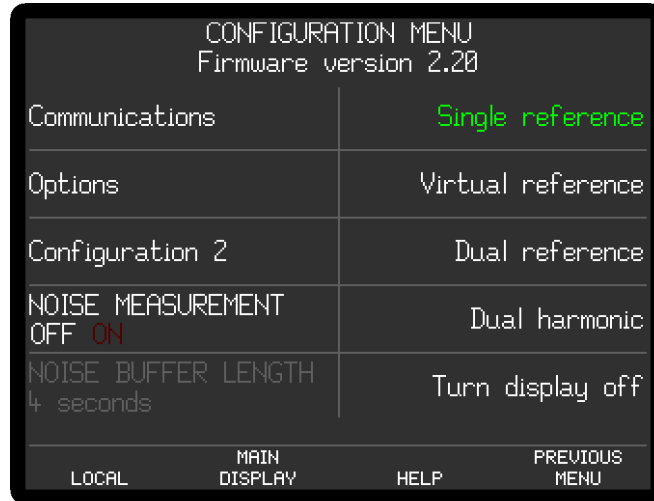 CONFIGURATION MENU
Firmware version 2.20
Communications
Single reference
Options
Virtual reference
Configuration 2
Dual reference
NOISE MEASUREMENT
OFF ON
Dual harmonic
NOISE BUFFER LENGTH
4 seconds
Turn display off
LOCAL
MAIN
DISPLAY
HELP
PREVIOUS
MENU